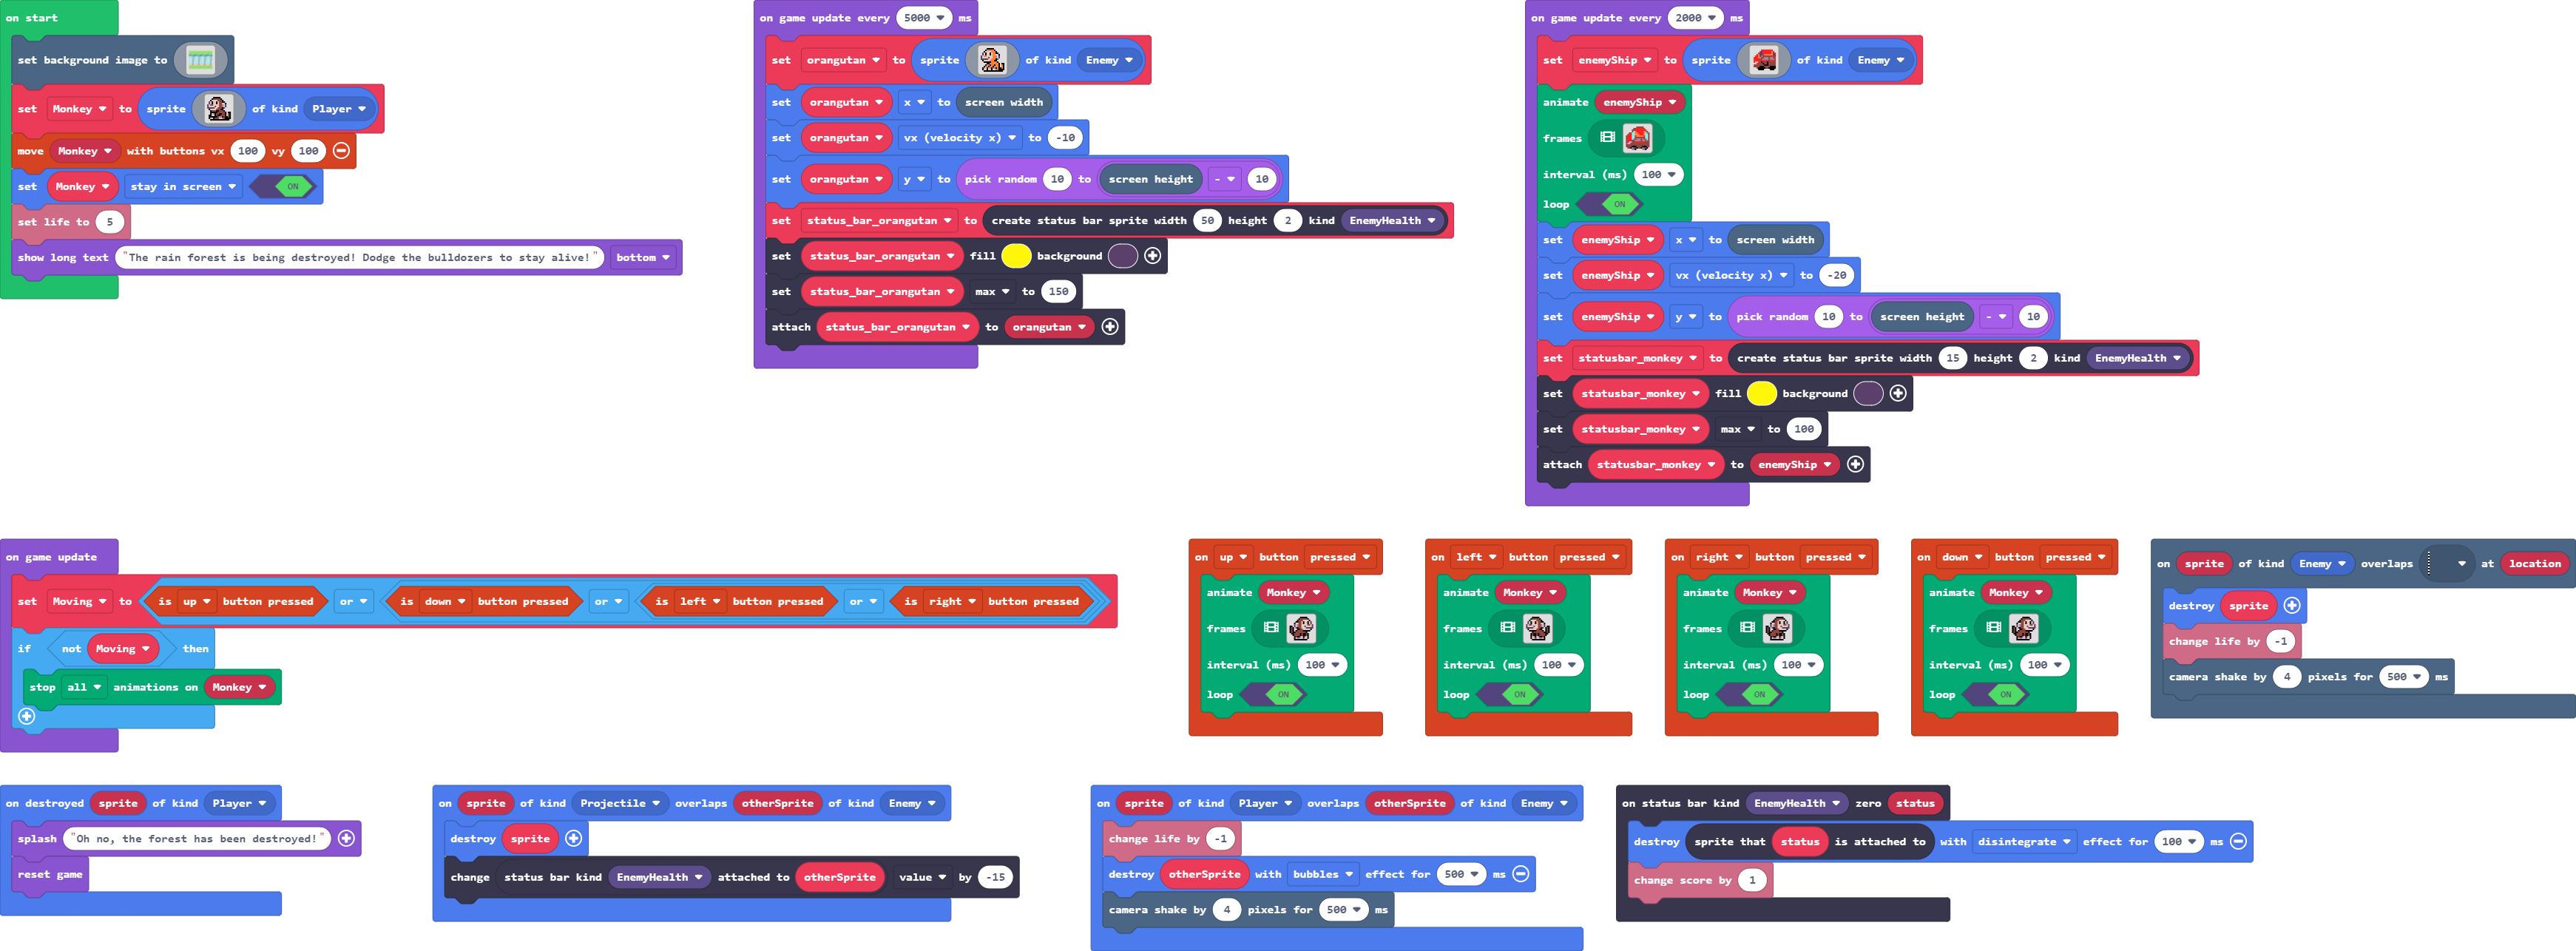 on start
set background image to
set Monkey to sprite of kind Player
move Monkey with buttons vx 100 vy 100
set Monkey stay in screen ON
set life to 5
show long text "The rain forest is being destroyed! Dodge the bulldozers to stay alive!" bottom
on game update every 5000 ms
set orangutan to sprite of kind Enemy
set orangutan x to screen width
set orangutan vx (velocity x) to -10
set orangutan y to pick random 10 to screen height - 10
set status_bar_orangutan to create status bar sprite width 50 height 2 kind EnemyHealth
set status_bar_orangutan fill background
set status_bar_orangutan max to 150
attach status_bar_orangutan to orangutan
on game update every 2000 ms
set enemyShip to sprite of kind Enemy
animate enemyShip
frames
interval (ms) 100
loop ON
set enemyShip x to screen width
set enemyShip vx (velocity x) to -20
set enemyShip y to pick random 10 to screen height - 10
set statusbar_monkey to create status bar sprite width 15 height 2 kind EnemyHealth
set statusbar_monkey fill background
set statusbar_monkey max to 100
attach statusbar_monkey to enemyShip
on game update
set Moving to is up button pressed or is down button pressed or is left button pressed or is right button pressed
if not Moving then
stop all animations on Monkey
on up button pressed
animate Monkey
frames
interval (ms) 100
loop ON
on left button pressed
animate Monkey
frames
interval (ms) 100
loop ON
on right button pressed
animate Monkey
frames
interval (ms) 100
loop ON
on down button pressed
animate Monkey
frames
interval (ms) 100
loop ON
on sprite of kind Enemy overlaps at location
destroy sprite
change life by -1
camera shake by 4 pixels for 500 ms
on destroyed sprite of kind Player
splash "Oh no, the forest has been destroyed!"
reset game
on sprite of kind Projectile overlaps otherSprite of kind Enemy
destroy sprite
change status bar kind EnemyHealth attached to otherSprite value by -15
on sprite of kind Player overlaps otherSprite of kind Enemy
change life by -1
destroy otherSprite with bubbles effect for 500 ms
camera shake by 4 pixels for 500 ms
on status bar kind EnemyHealth zero status
destroy sprite that status is attached to with disintegrate effect for 100 ms
change score by 1